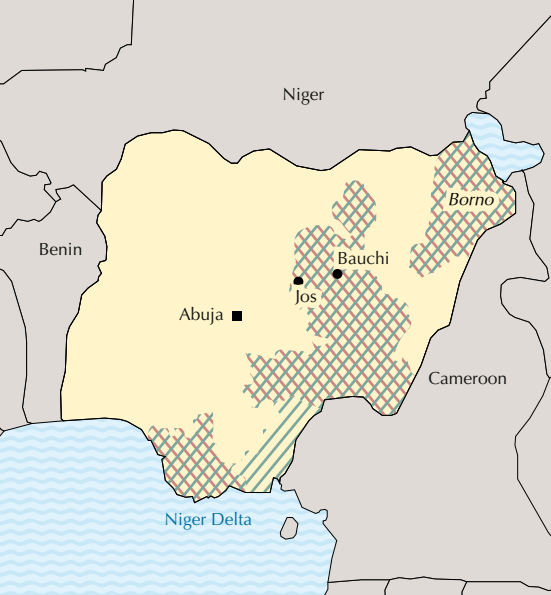 Niger
Borno
Benin
Bauchi
Jos
Abuja
Cameroon
Niger Delta